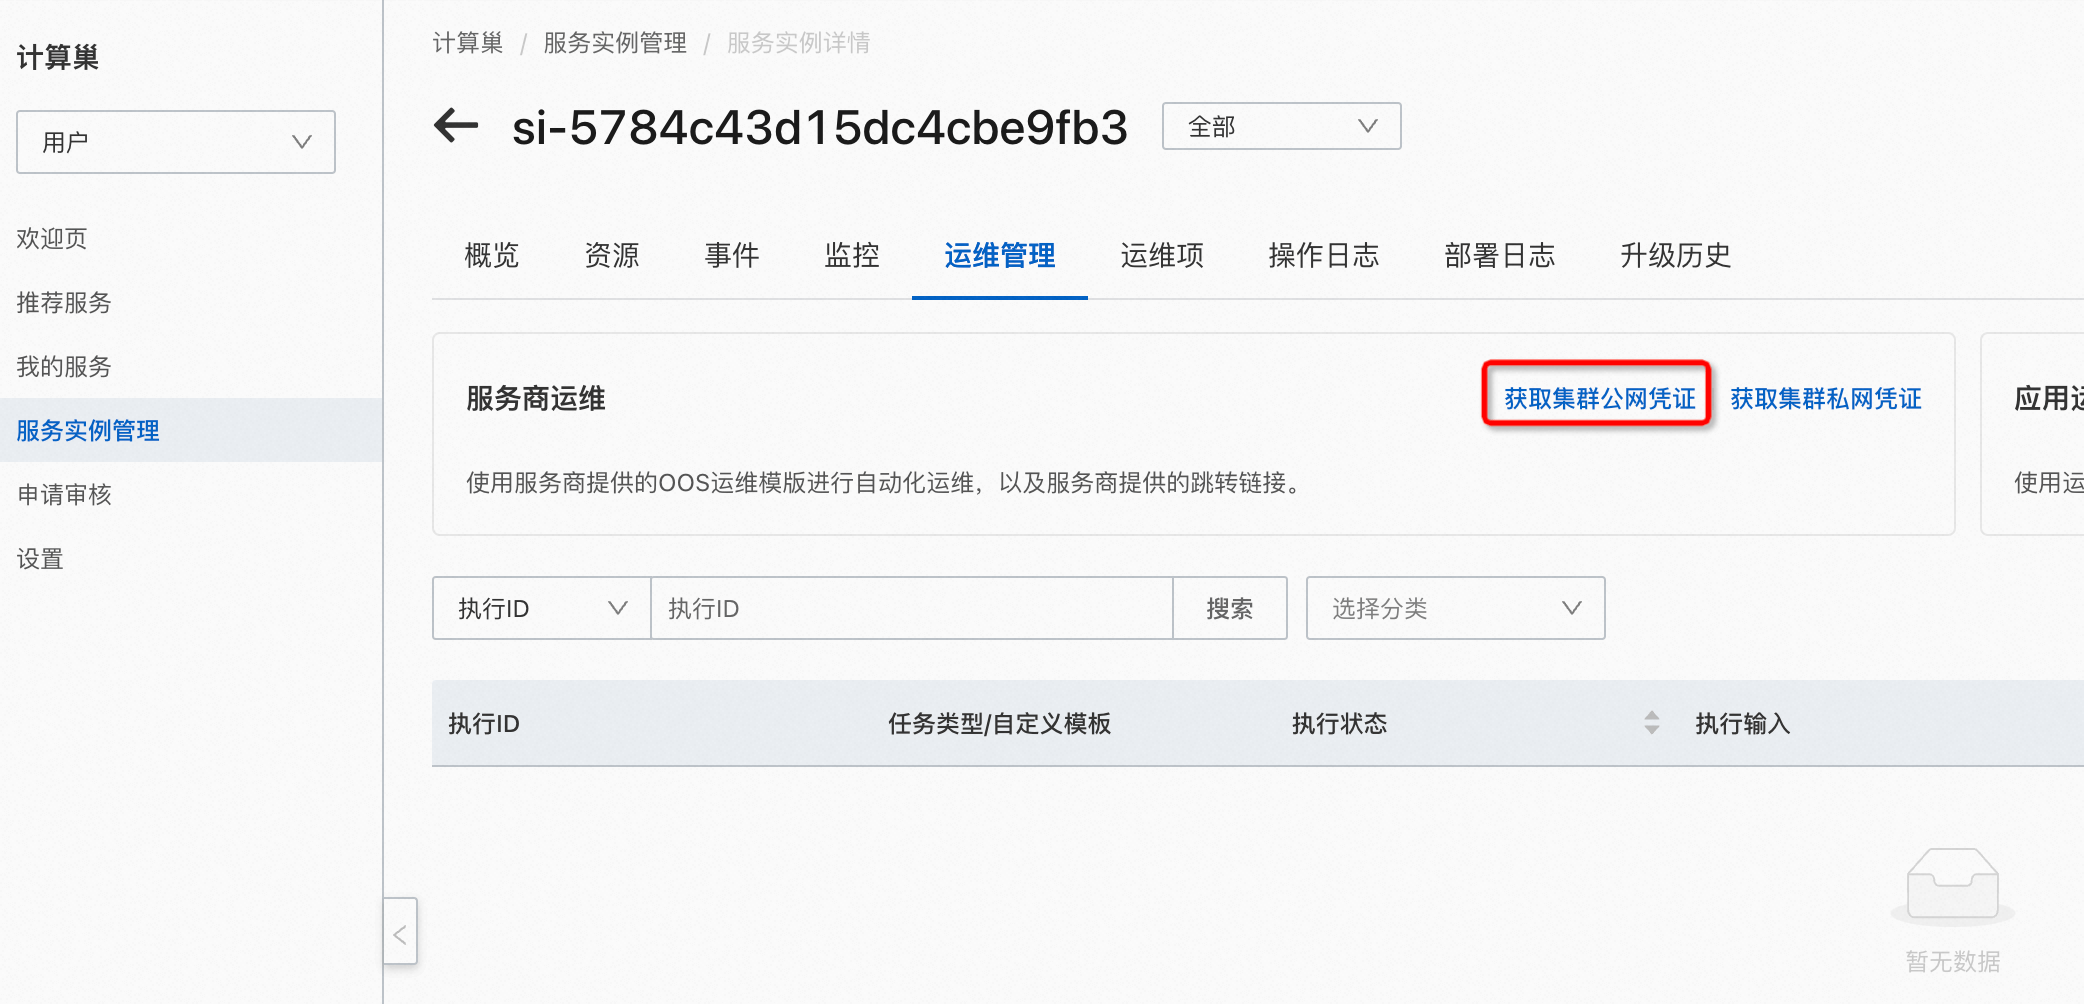 计算巢
用户
欢迎页
推荐服务
我的服务
服务实例管理
申请审核
设置
计算巢 / 服务实例管理 / 服务实例详情
si-5784c43d15dc4cbe9fb3 全部
概览 资源 事件 监控 运维管理 运维项 操作日志 部署日志 升级历史
服务商运维 获取集群公网凭证 获取集群私网凭证
使用服务商提供的OOS运维模版进行自动化运维，以及服务商提供的跳转链接。
应用运
使用运
执行ID 执行ID 搜索 选择分类
执行ID 任务类型/自定义模板 执行状态 执行输入
暂无数据